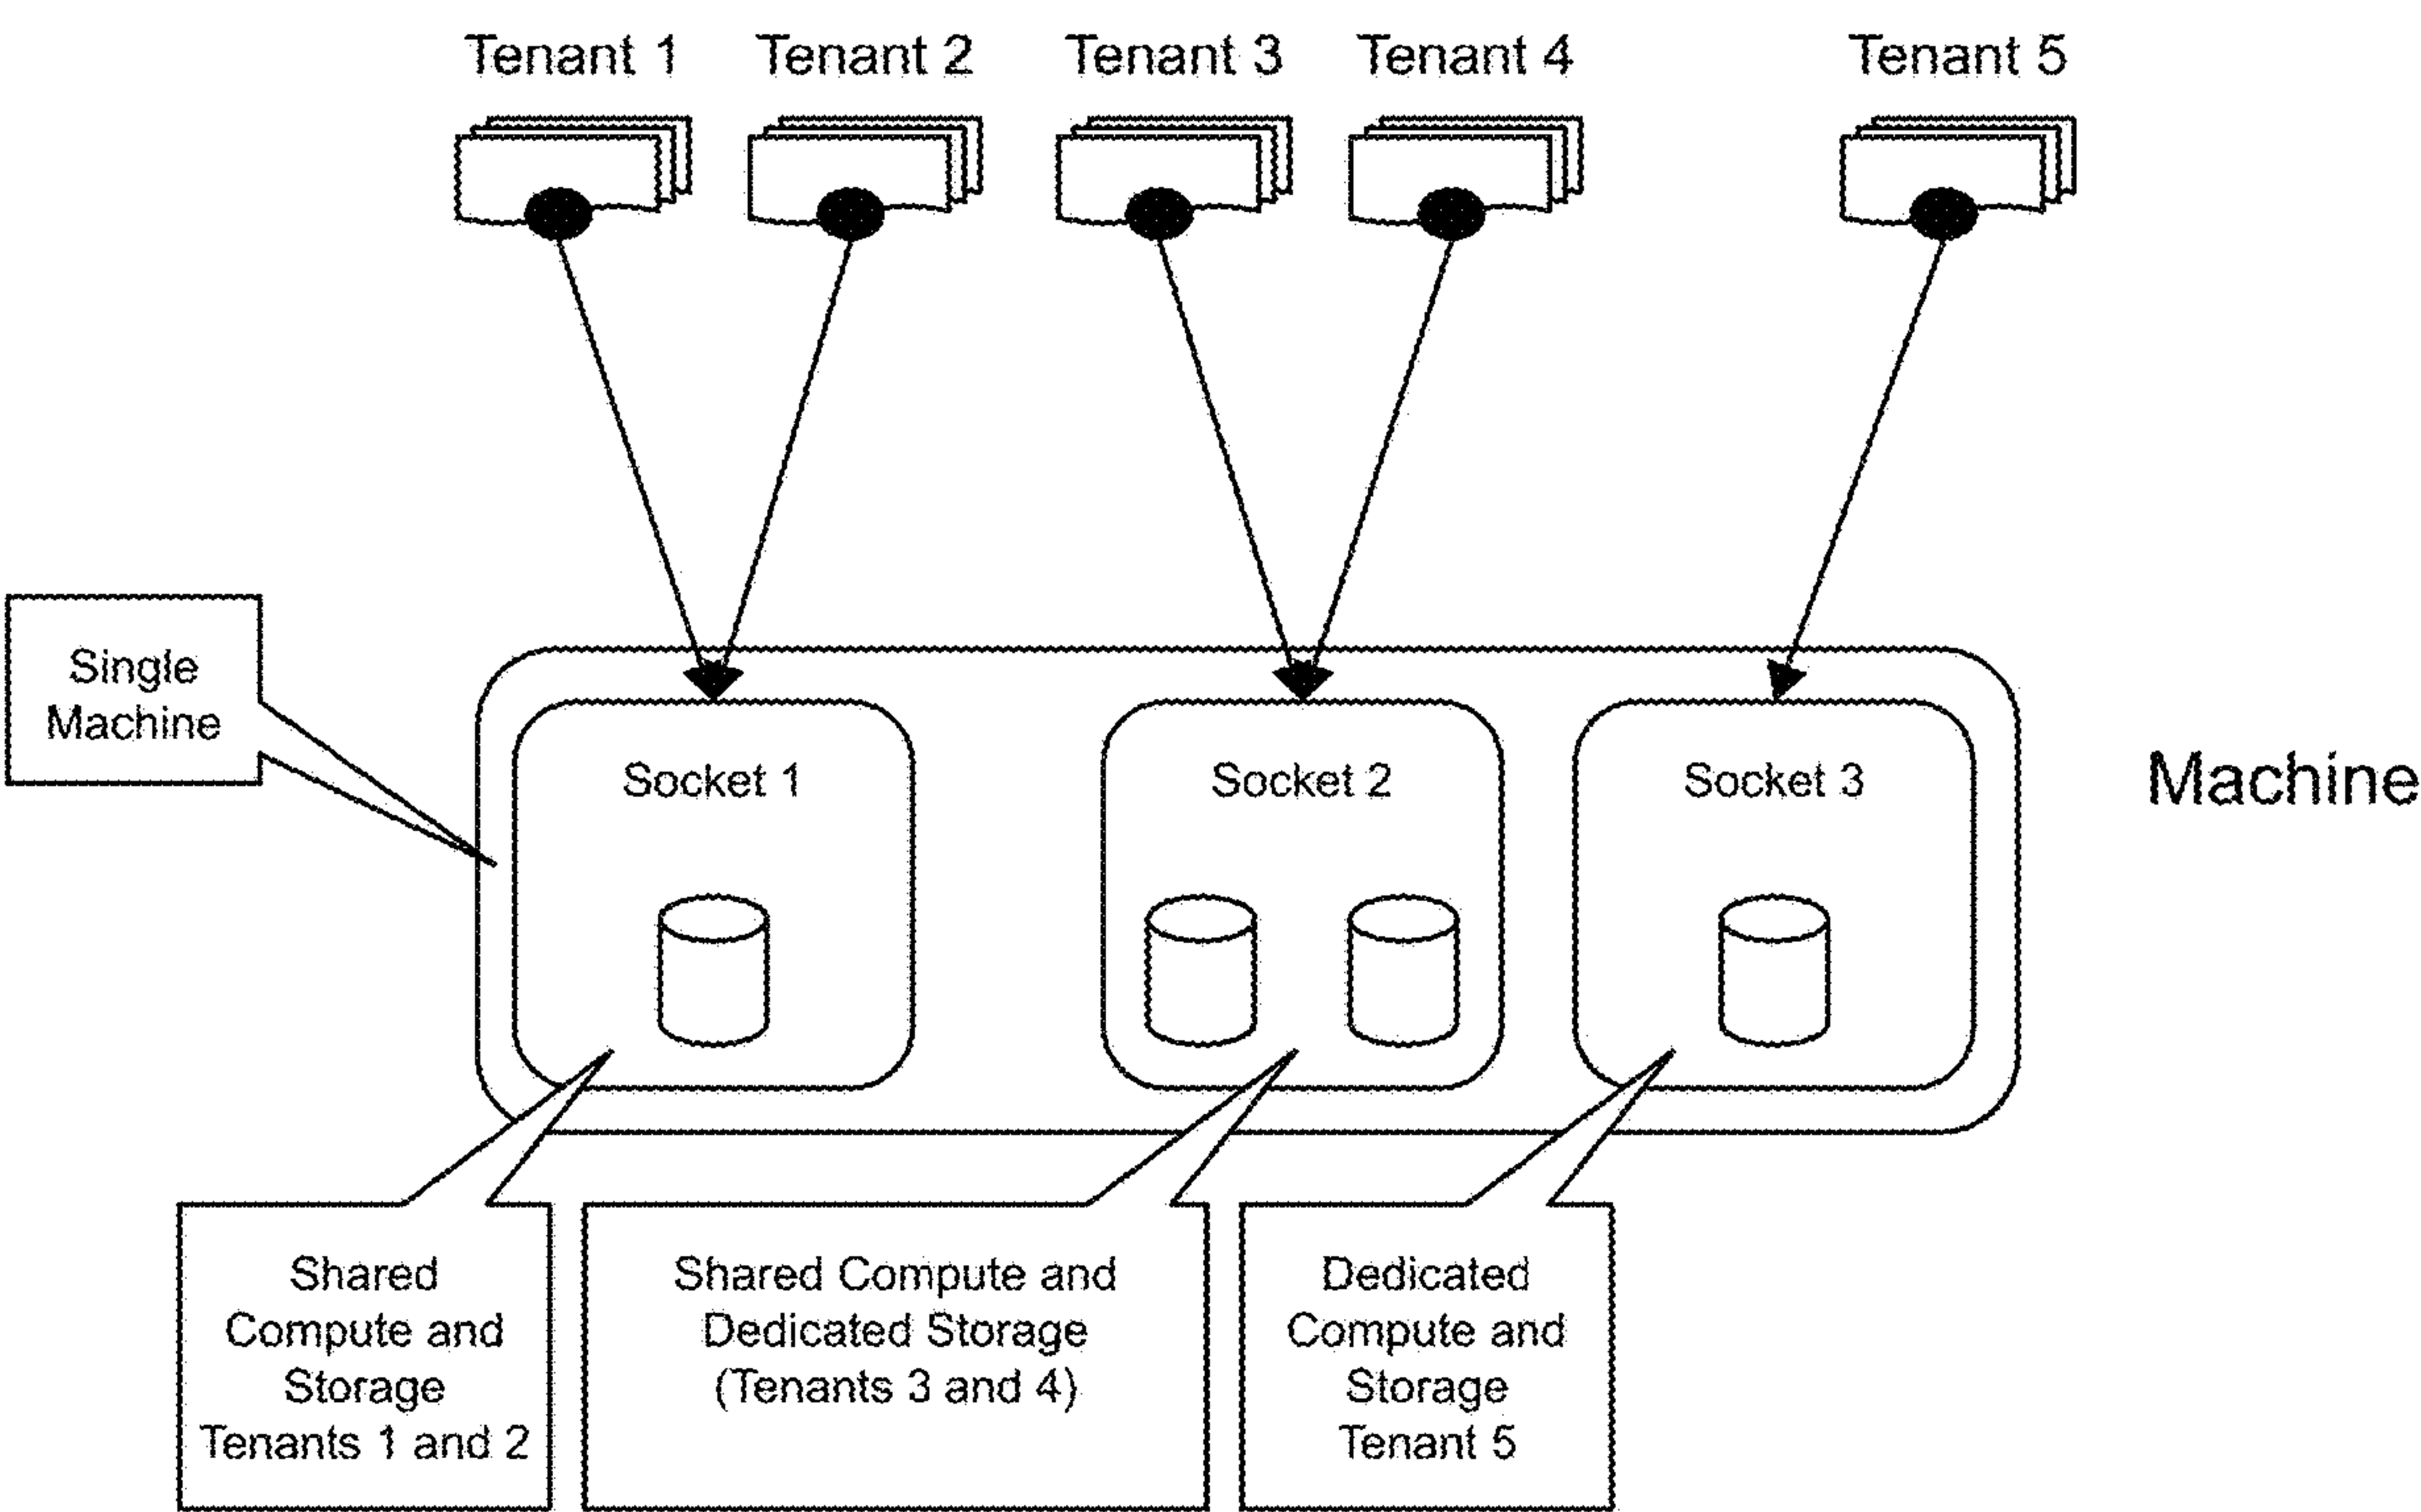 Tenant 1
Tenant 2
Tenant 3
Tenant 4
Tenant 5
Single
Machine
Socket 1
Socket 2
Socket 3
Machine
Shared
Compute and
Storage
Tenants 1 and 2
Shared Compute and
Dedicated Storage
(Tenants 3 and 4)
Dedicated
Compute and
Storage
Tenant 5